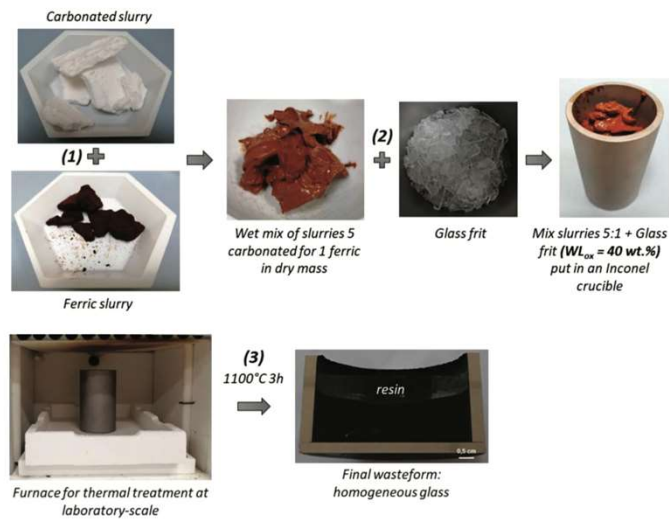 Carbonated slurry
(1)
Ferric slurry
Wet mix of slurries 5
carbonated for 1 ferric
in dry mass
(2)
Glass frit
Mix slurries 5:1 + Glass
frit (WLox = 40 wt.%)
put in an Inconel
crucible
Furnace for thermal treatment at
laboratory-scale
(3)
1100°C 3h
resin
0,5 cm
Final wasteform:
homogeneous glass